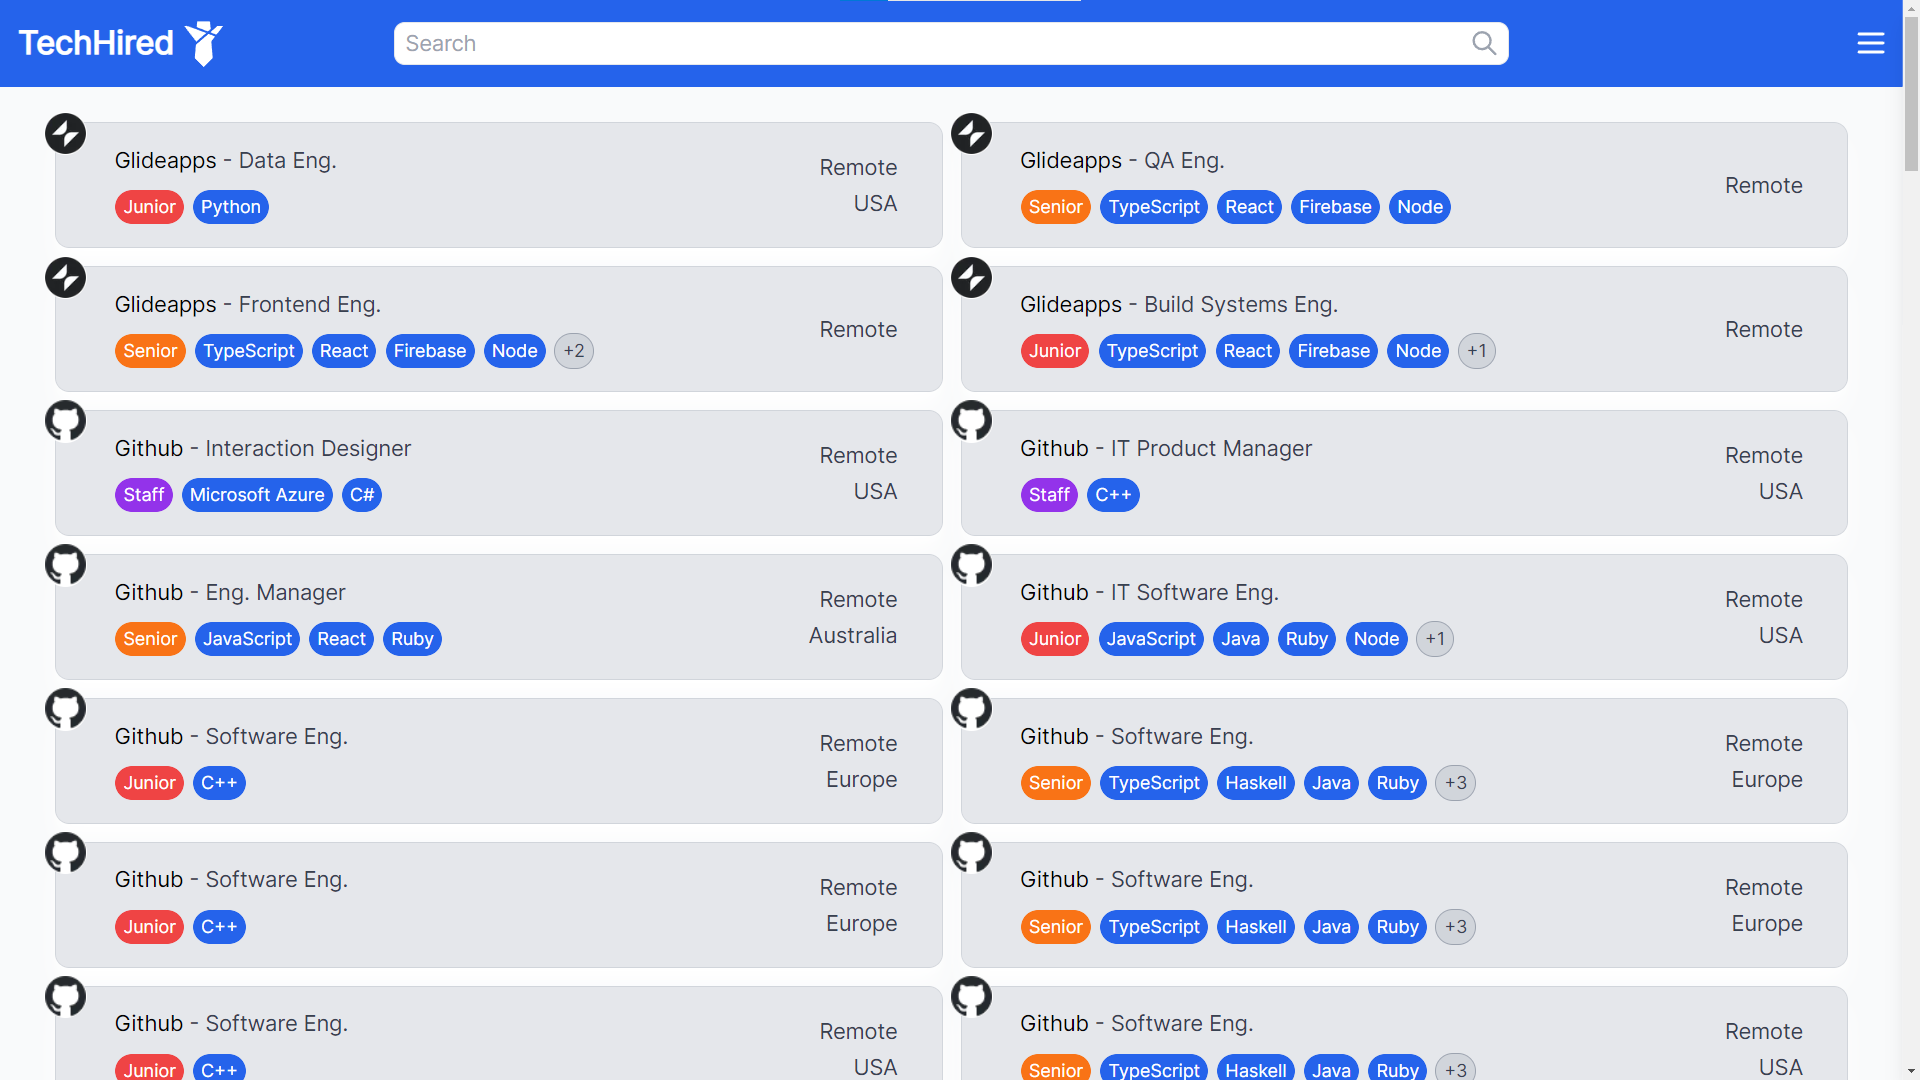 TechHired
Search
Glideapps - Data Eng.
Remote
USA
Junior Python
Glideapps - QA Eng.
Remote
Senior TypeScript React Firebase Node
Glideapps - Frontend Eng.
Remote
Senior TypeScript React Firebase Node +2
Glideapps - Build Systems Eng.
Remote
Junior TypeScript React Firebase Node +1
Github - Interaction Designer
Remote
USA
Staff Microsoft Azure C#
Github - IT Product Manager
Remote
USA
Staff C++
Github - Eng. Manager
Remote
Australia
Senior JavaScript React Ruby
Github - IT Software Eng.
Remote
USA
Junior JavaScript Java Ruby Node +1
Github - Software Eng.
Remote
Europe
Junior C++
Github - Software Eng.
Remote
Europe
Senior TypeScript Haskell Java Ruby +3
Github - Software Eng.
Remote
Europe
Junior C++
Github - Software Eng.
Remote
Europe
Senior TypeScript Haskell Java Ruby +3
Github - Software Eng.
Remote
USA
Junior C++
Github - Software Eng.
Remote
USA
Senior TypeScript Haskell Java Ruby +3